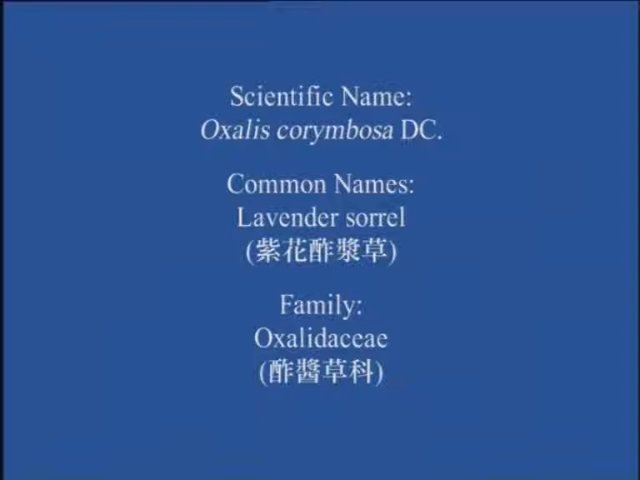 Scientific Name:
Oxalis corymbosa DC.
Common Names:
Lavender sorrel
(紫花酢漿草)
Family:
Oxalidaceae
(酢醬草科)